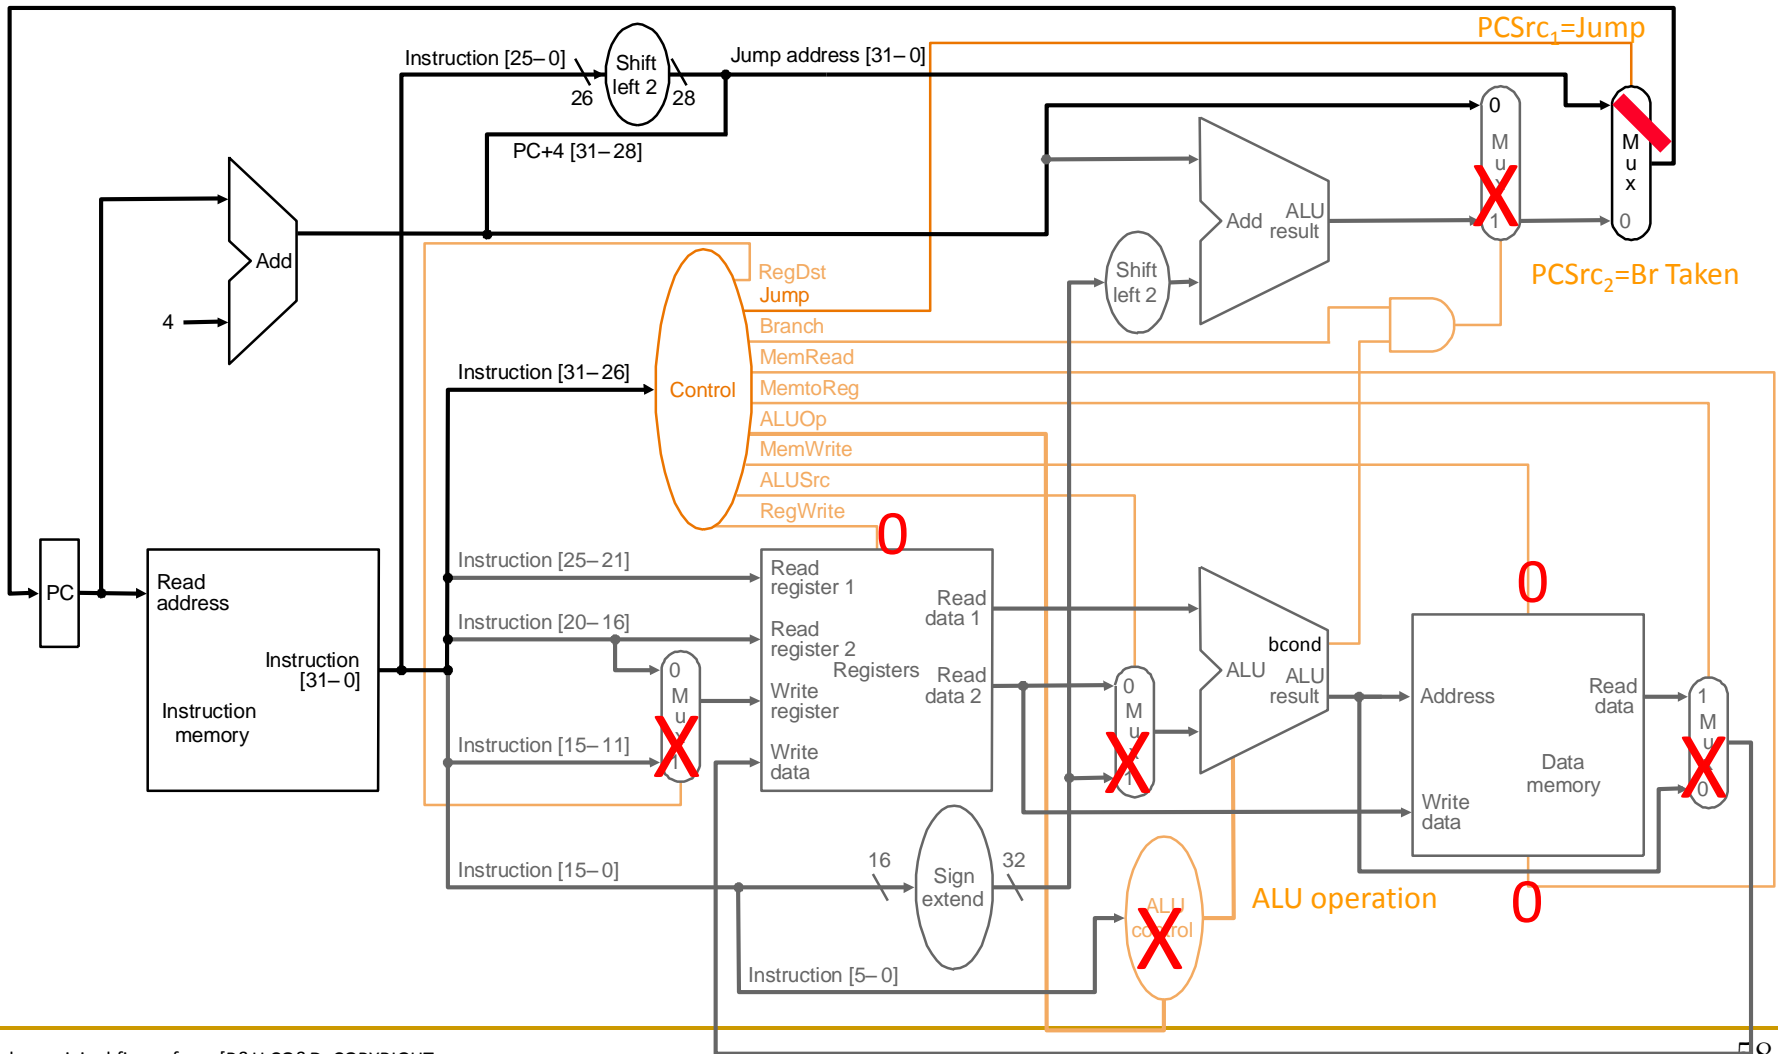 PCSrc1=Jump
Instruction [25–0]
Shift
left 2
Jump address [31–0]
26
28
0
M
u
x
PC+4 [31–28]
M
u
x
Add
ALU
result
1
0
Add
Shift
left 2
RegDst
PCSrc2=Br Taken
Jump
4
Branch
MemRead
Instruction [31–26]
Control
MemtoReg
ALUOp
MemWrite
ALUSrc
RegWrite
0
Instruction [25–21]
Read
register 1
PC
Read
address
Read
data 1
0
Instruction [20–16]
Read
register 2
bcond
Instruction
[31–0]
0
M
u
X
Registers
Read
data 2
0
M
u
X
1
ALU
ALU
result
Address
Read
data
1
M
u
X
0
Write
register
Instruction
memory
Instruction [15–11]
Write
data
Data
memory
Write
data
Instruction [15–0]
16
Sign
extend
32
ALU
control
X
ALU operation
0
Instruction [5–0]